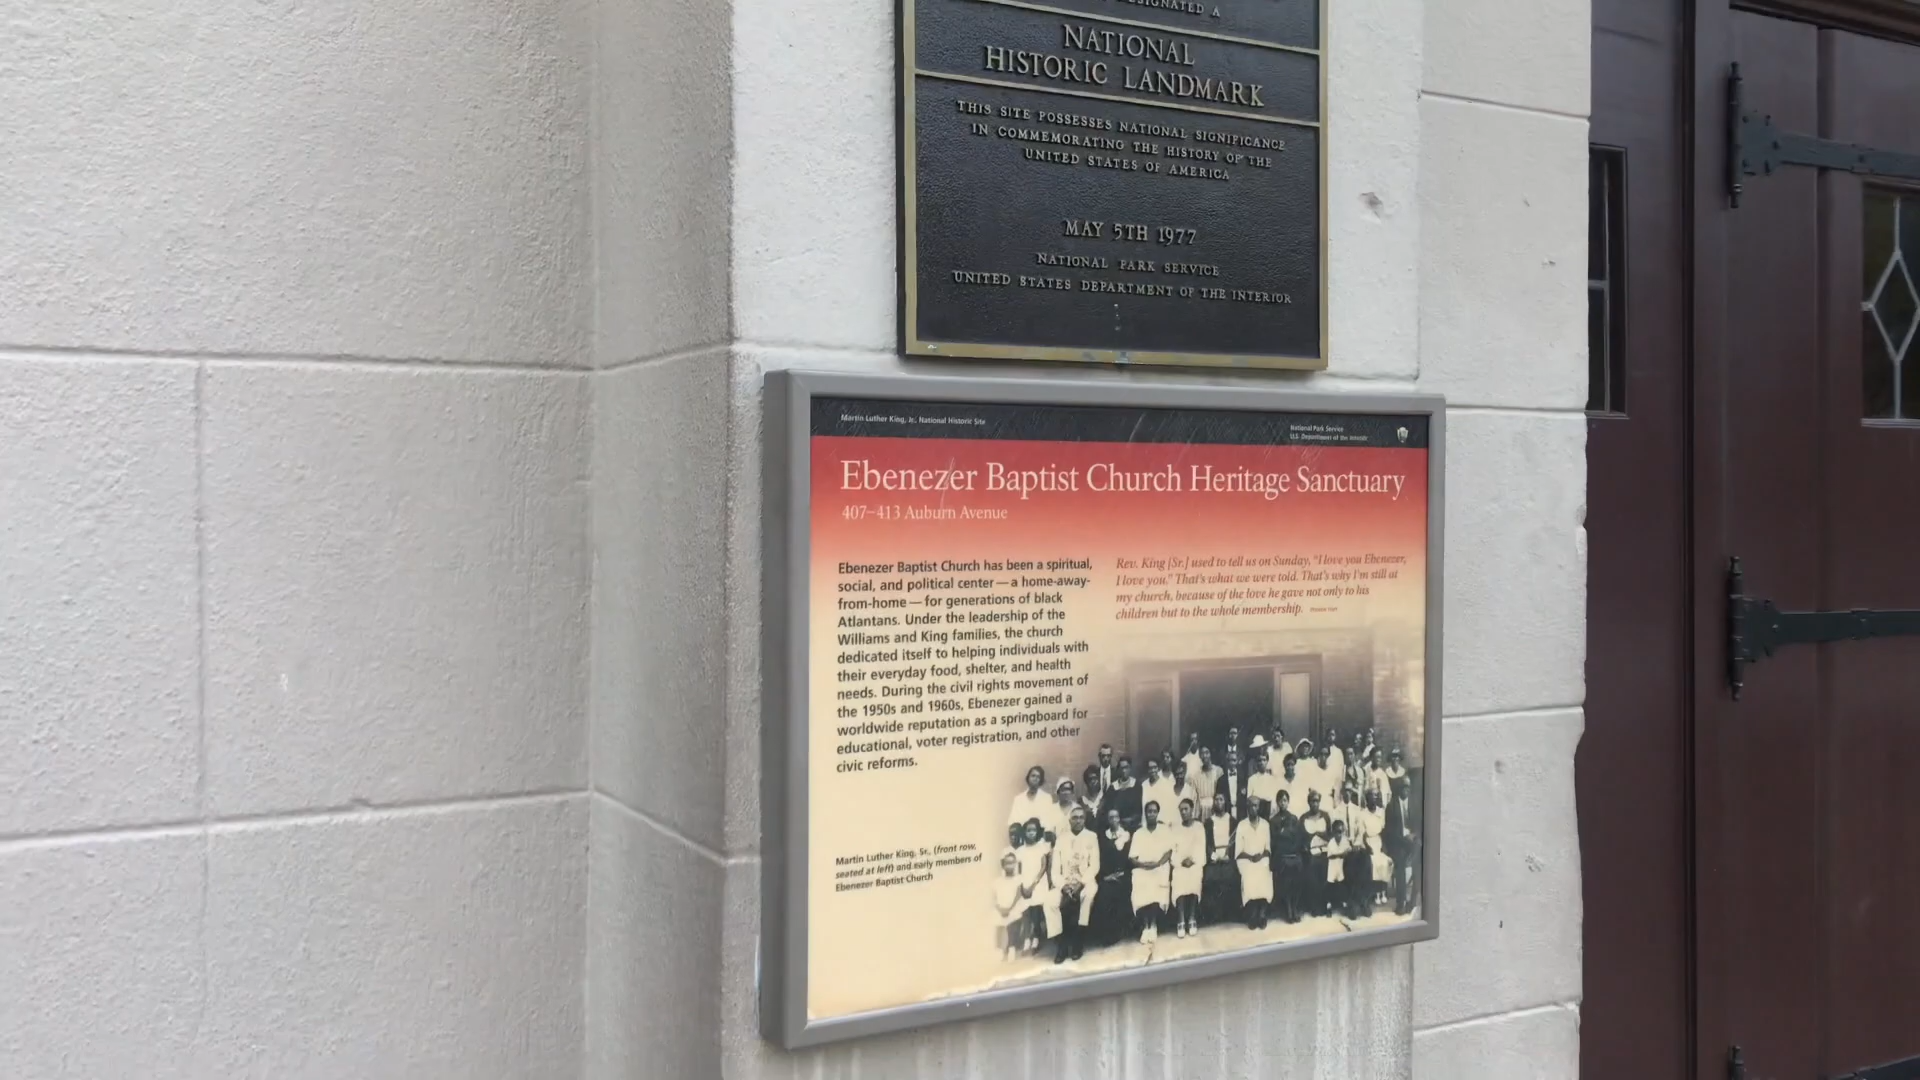 DESIGNATED A
NATIONAL
HISTORIC LANDMARK
THIS SITE POSSESSES NATIONAL SIGNIFICANCE
IN COMMEMORATING THE HISTORY OF THE
UNITED STATES OF AMERICA
MAY 5TH 1977
NATIONAL PARK SERVICE
UNITED STATES DEPARTMENT OF THE INTERIOR
Martin Luther King, Jr., National Historic Site
National Park Service
U.S. Department of the Interior
Ebenezer Baptist Church Heritage Sanctuary
407–413 Auburn Avenue
Ebenezer Baptist Church has been a spiritual,
social, and political center — a home-away-
from-home — for generations of black
Atlantans. Under the leadership of the
Williams and King families, the church
dedicated itself to helping individuals with
their everyday food, shelter, and health
needs. During the civil rights movement of
the 1950s and 1960s, Ebenezer gained a
worldwide reputation as a springboard for
educational, voter registration, and other
civic reforms.
Rev. King [Sr.] used to tell us on Sunday, "I love you Ebenezer,
I love you." That's what we were told. That's why I'm still at
my church, because of the love he gave not only to his
children but to the whole membership.
Martin Luther King, Sr., (front row,
seated at left) and early members of
Ebenezer Baptist Church